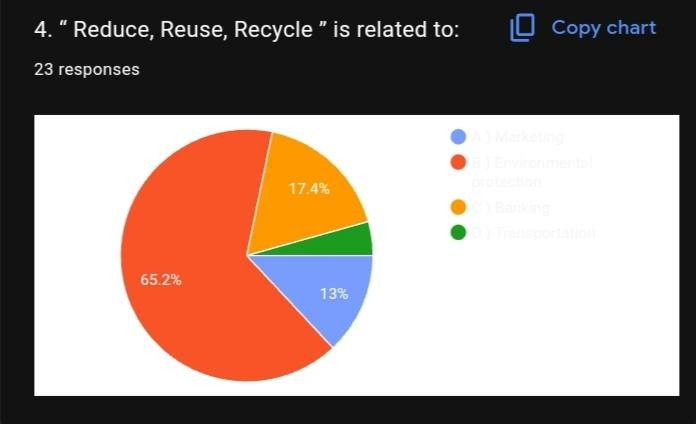 4. “ Reduce, Reuse, Recycle ” is related to:
Copy chart
23 responses
A ) Marketing
B ) Environmental
protection
C ) Banking
D ) Transportation
17.4%
65.2%
13%